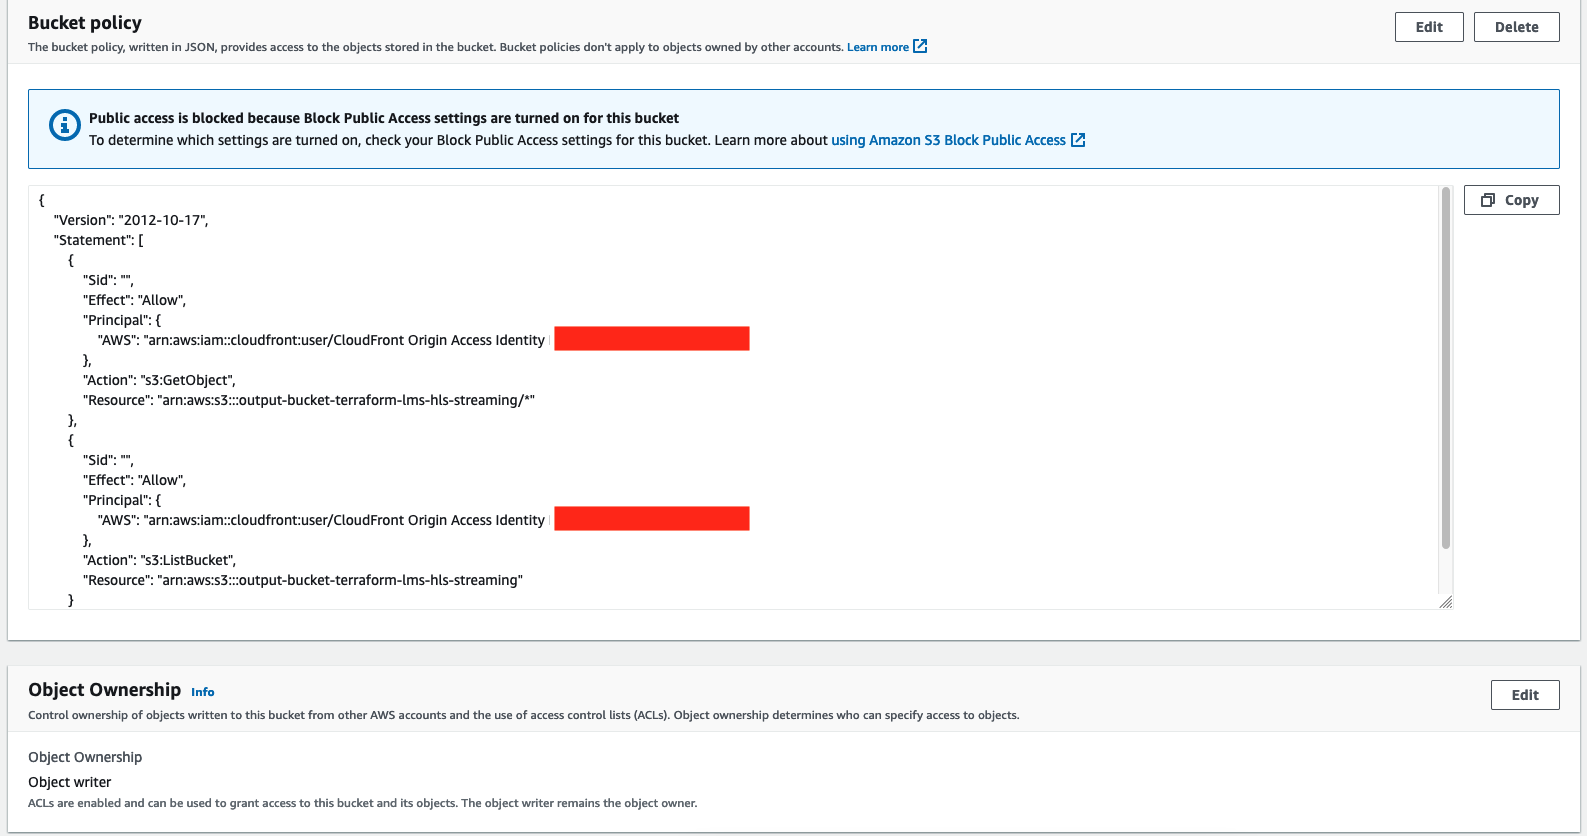 Bucket policy
Edit
Delete
The bucket policy, written in JSON, provides access to the objects stored in the bucket. Bucket policies don't apply to objects owned by other accounts. Learn more
Public access is blocked because Block Public Access settings are turned on for this bucket
To determine which settings are turned on, check your Block Public Access settings for this bucket. Learn more about using Amazon S3 Block Public Access
Copy
{
"Version": "2012-10-17",
"Statement": [
{
"Sid": "",
"Effect": "Allow",
"Principal": {
"AWS": "arn:aws:iam::cloudfront:user/CloudFront Origin Access Identity
},
"Action": "s3:GetObject",
"Resource": "arn:aws:s3:::output-bucket-terraform-lms-hls-streaming/*"
},
{
"Sid": "",
"Effect": "Allow",
"Principal": {
"AWS": "arn:aws:iam::cloudfront:user/CloudFront Origin Access Identity
},
"Action": "s3:ListBucket",
"Resource": "arn:aws:s3:::output-bucket-terraform-lms-hls-streaming"
}
Object Ownership Info
Edit
Control ownership of objects written to this bucket from other AWS accounts and the use of access control lists (ACLs). Object ownership determines who can specify access to objects.
Object Ownership
Object writer
ACLs are enabled and can be used to grant access to this bucket and its objects. The object writer remains the object owner.